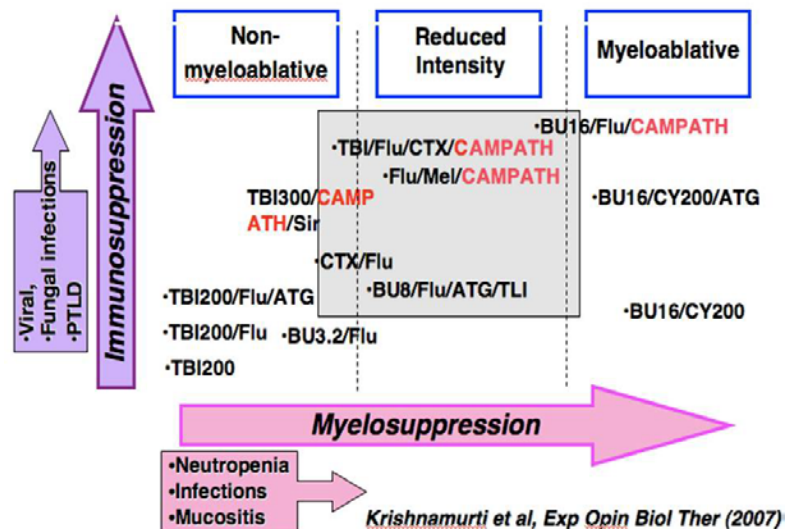 Non-
myeloablative
Reduced
Intensity
Myeloablative
•BU16/Flu/CAMPATH
•TBI/Flu/CTX/CAMPATH
•Flu/Mel/CAMPATH
TBI300/CAMP
ATH/Sir
•BU16/CY200/ATG
•CTX/Flu
•TBI200/Flu/ATG
•BU8/Flu/ATG/TLI
•BU16/CY200
•TBI200/Flu
•BU3.2/Flu
•TBI200
•Viral,
•Fungal infections
•PTLD
Immunosuppression
Myelosuppression
•Neutropenia
•Infections
•Mucositis
Krishnamurti et al, Exp Opin Biol Ther (2007)